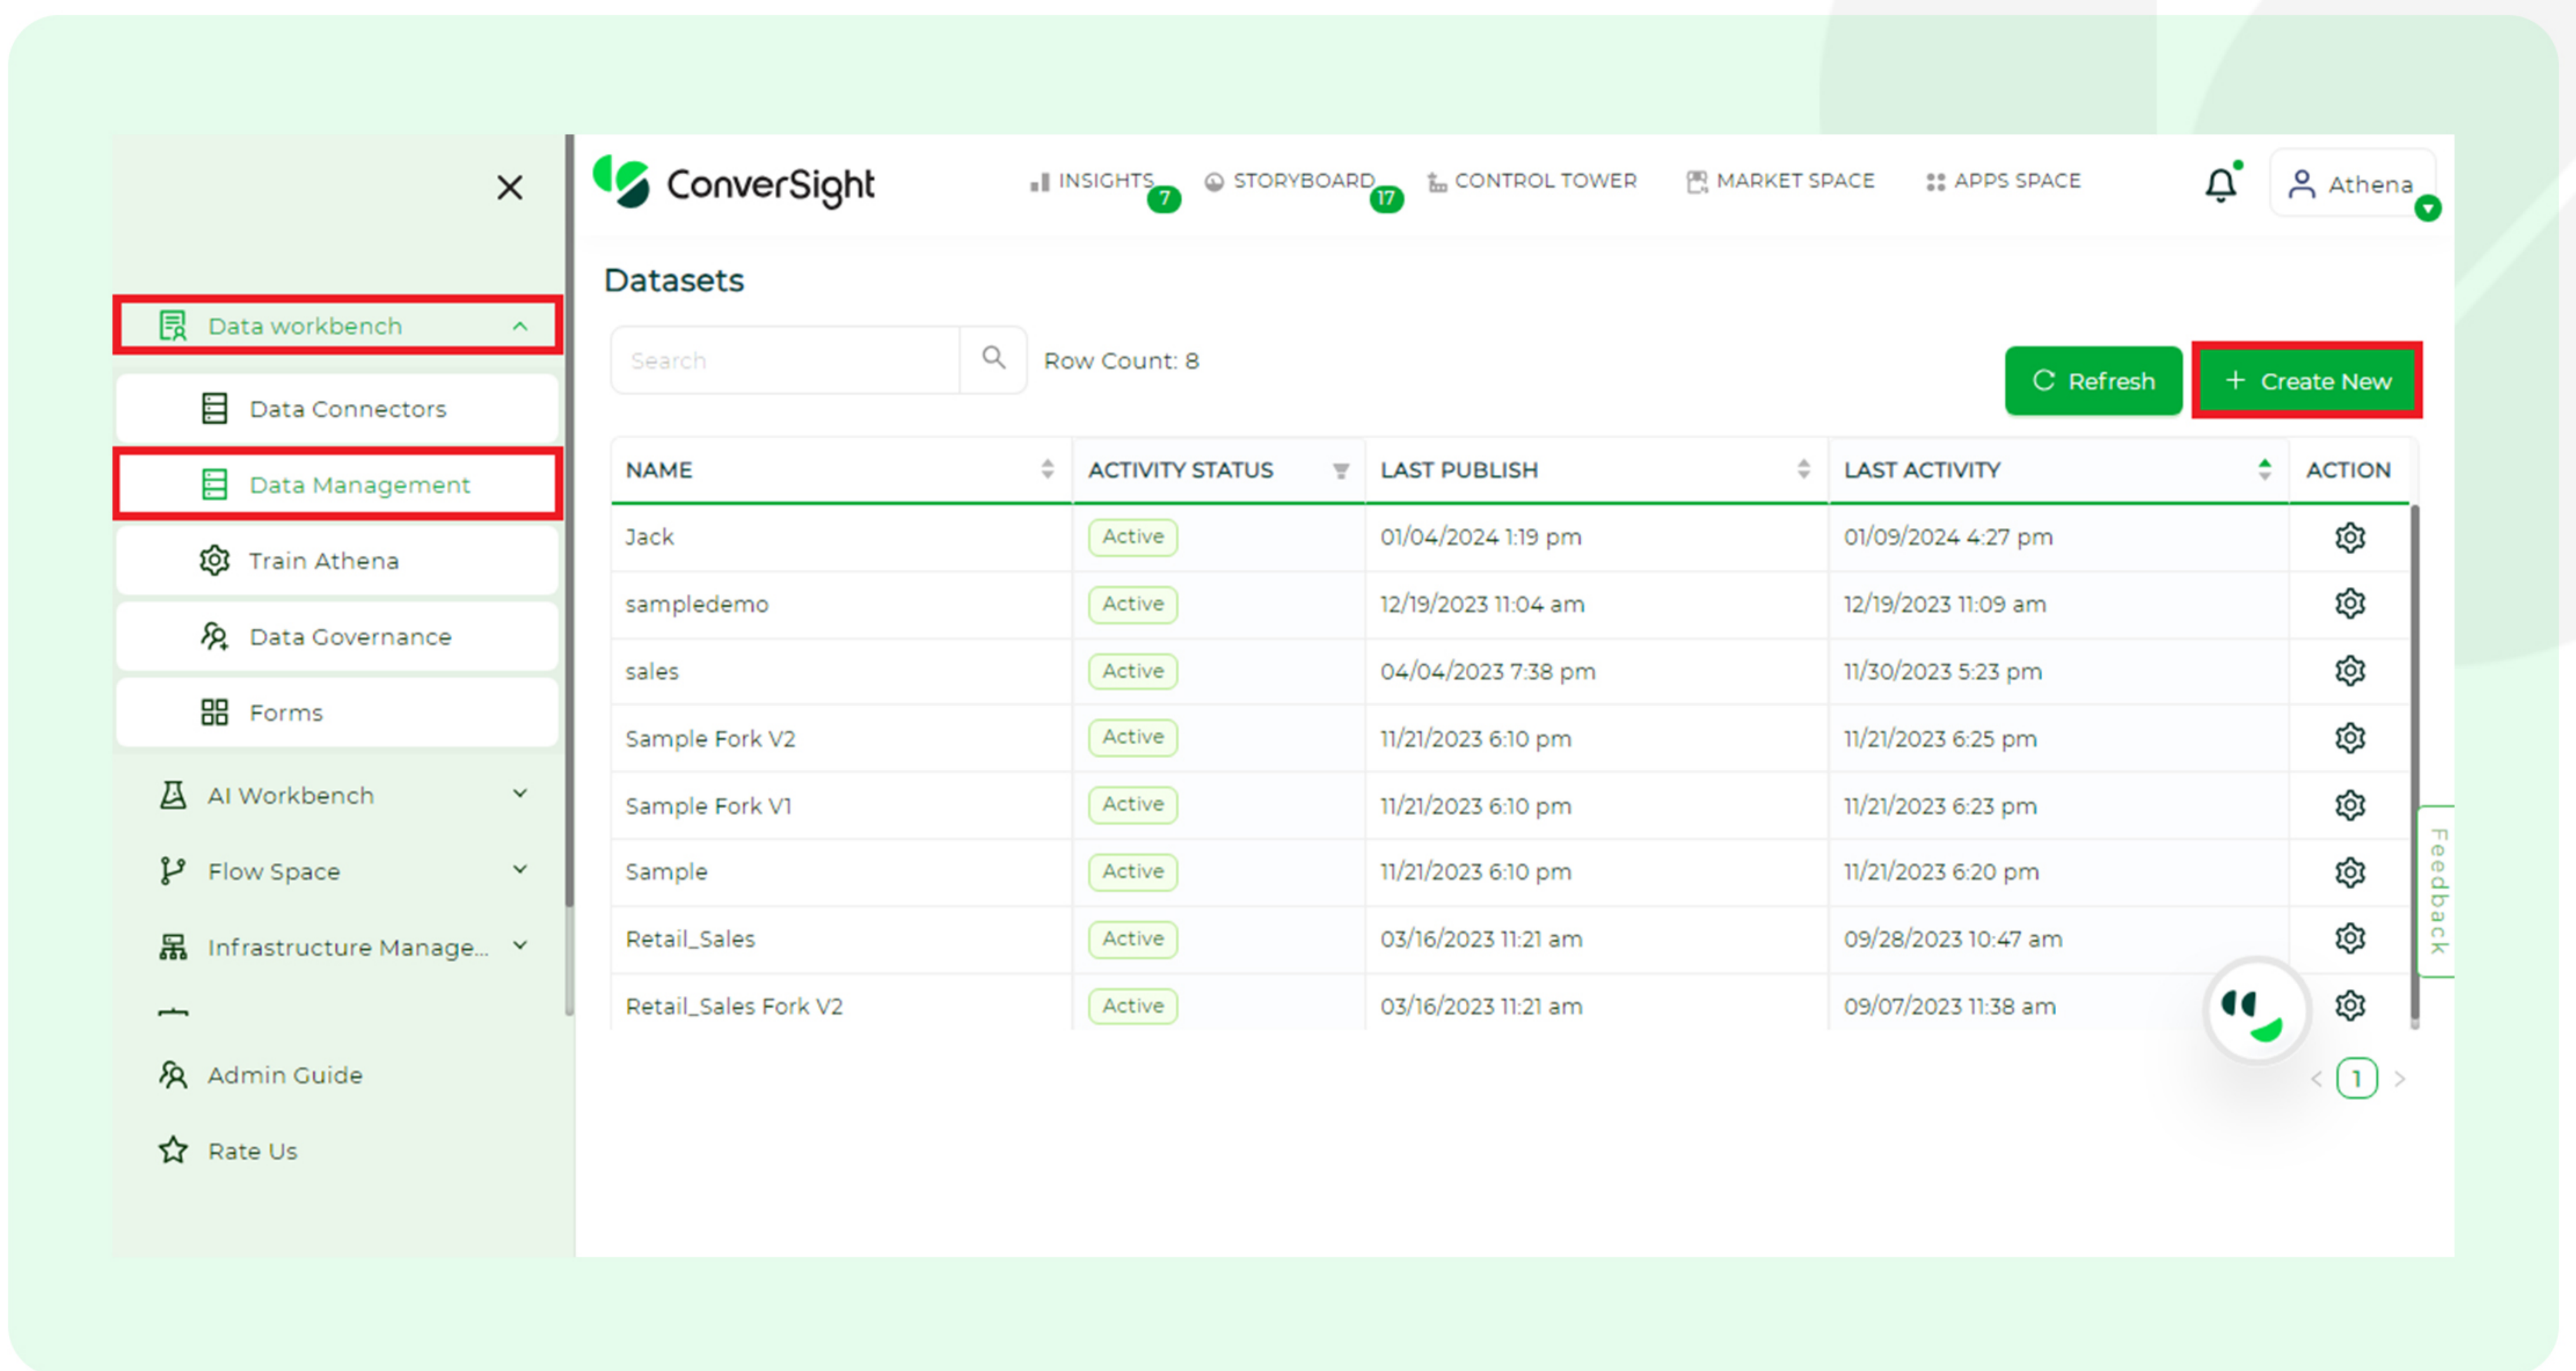 ConverSight
INSIGHTS 7
STORYBOARD 17
CONTROL TOWER
MARKET SPACE
APPS SPACE
Athena
Data workbench
Data Connectors
Data Management
Train Athena
Data Governance
Forms
AI Workbench
Flow Space
Infrastructure Manage...
Admin Guide
Rate Us
Datasets
Search
Row Count: 8
Refresh
+ Create New
NAME ACTIVITY STATUS LAST PUBLISH LAST ACTIVITY ACTION
Jack Active 01/04/2024 1:19 pm 01/09/2024 4:27 pm
sampledemo Active 12/19/2023 11:04 am 12/19/2023 11:09 am
sales Active 04/04/2023 7:38 pm 11/30/2023 5:23 pm
Sample Fork V2 Active 11/21/2023 6:10 pm 11/21/2023 6:25 pm
Sample Fork V1 Active 11/21/2023 6:10 pm 11/21/2023 6:23 pm
Sample Active 11/21/2023 6:10 pm 11/21/2023 6:20 pm
Retail_Sales Active 03/16/2023 11:21 am 09/28/2023 10:47 am
Retail_Sales Fork V2 Active 03/16/2023 11:21 am 09/07/2023 11:38 am
Feedback
< 1 >